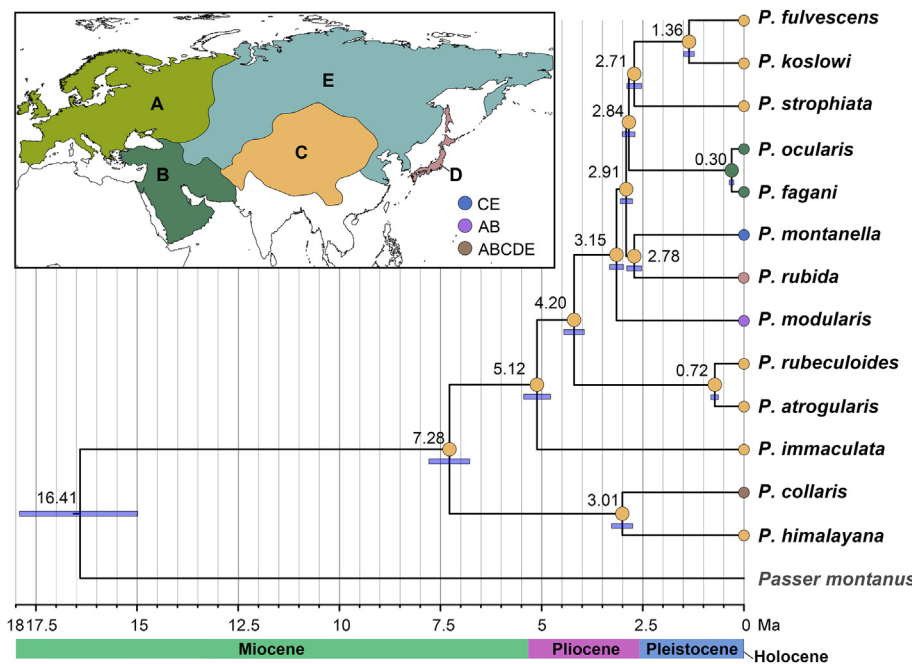 A
B
C
D
E
CE
AB
ABCDE
1.36
2.71
2.84
0.30
2.91
3.15
2.78
4.20
0.72
5.12
7.28
3.01
16.41
P. fulvescens
P. koslowi
P. strophiata
P. ocularis
P. fagani
P. montanella
P. rubida
P. modularis
P. rubeculoides
P. atrogularis
P. immaculata
P. collaris
P. himalayana
Passer montanus
18 17.5 15 12.5 10 7.5 5 2.5 0 Ma
Miocene Pliocene Pleistocene
Holocene